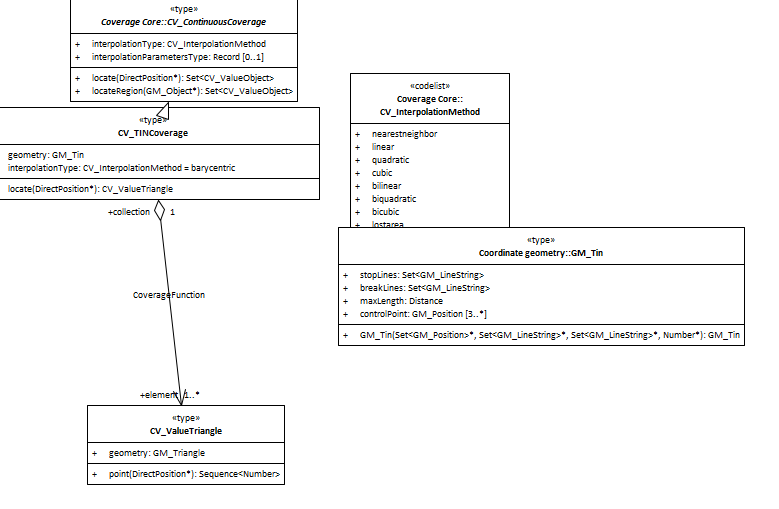 «type»
Coverage Core::CV_ContinuousCoverage
+ interpolationType: CV_InterpolationMethod
+ interpolationParametersType: Record [0..1]
+ locate(DirectPosition*): Set<CV_ValueObject>
+ locateRegion(GM_Object*): Set<CV_ValueObject>
«type»
CV_TINCoverage
geometry: GM_Tin
interpolationType: CV_InterpolationMethod = barycentric
locate(DirectPosition*): CV_ValueTriangle
+collection 1
CoverageFunction
+element 1..*
«type»
CV_ValueTriangle
+ geometry: GM_Triangle
+ point(DirectPosition*): Sequence<Number>
«codelist»
Coverage Core::
CV_InterpolationMethod
+ nearestneighbor
+ linear
+ quadratic
+ cubic
+ bilinear
+ biquadratic
+ bicubic
+ lostarea
«type»
Coordinate geometry::GM_Tin
+ stopLines: Set<GM_LineString>
+ breakLines: Set<GM_LineString>
+ maxLength: Distance
+ controlPoint: GM_Position [3..*]
+ GM_Tin(Set<GM_Position>*, Set<GM_LineString>*, Set<GM_LineString>*, Number*): GM_Tin